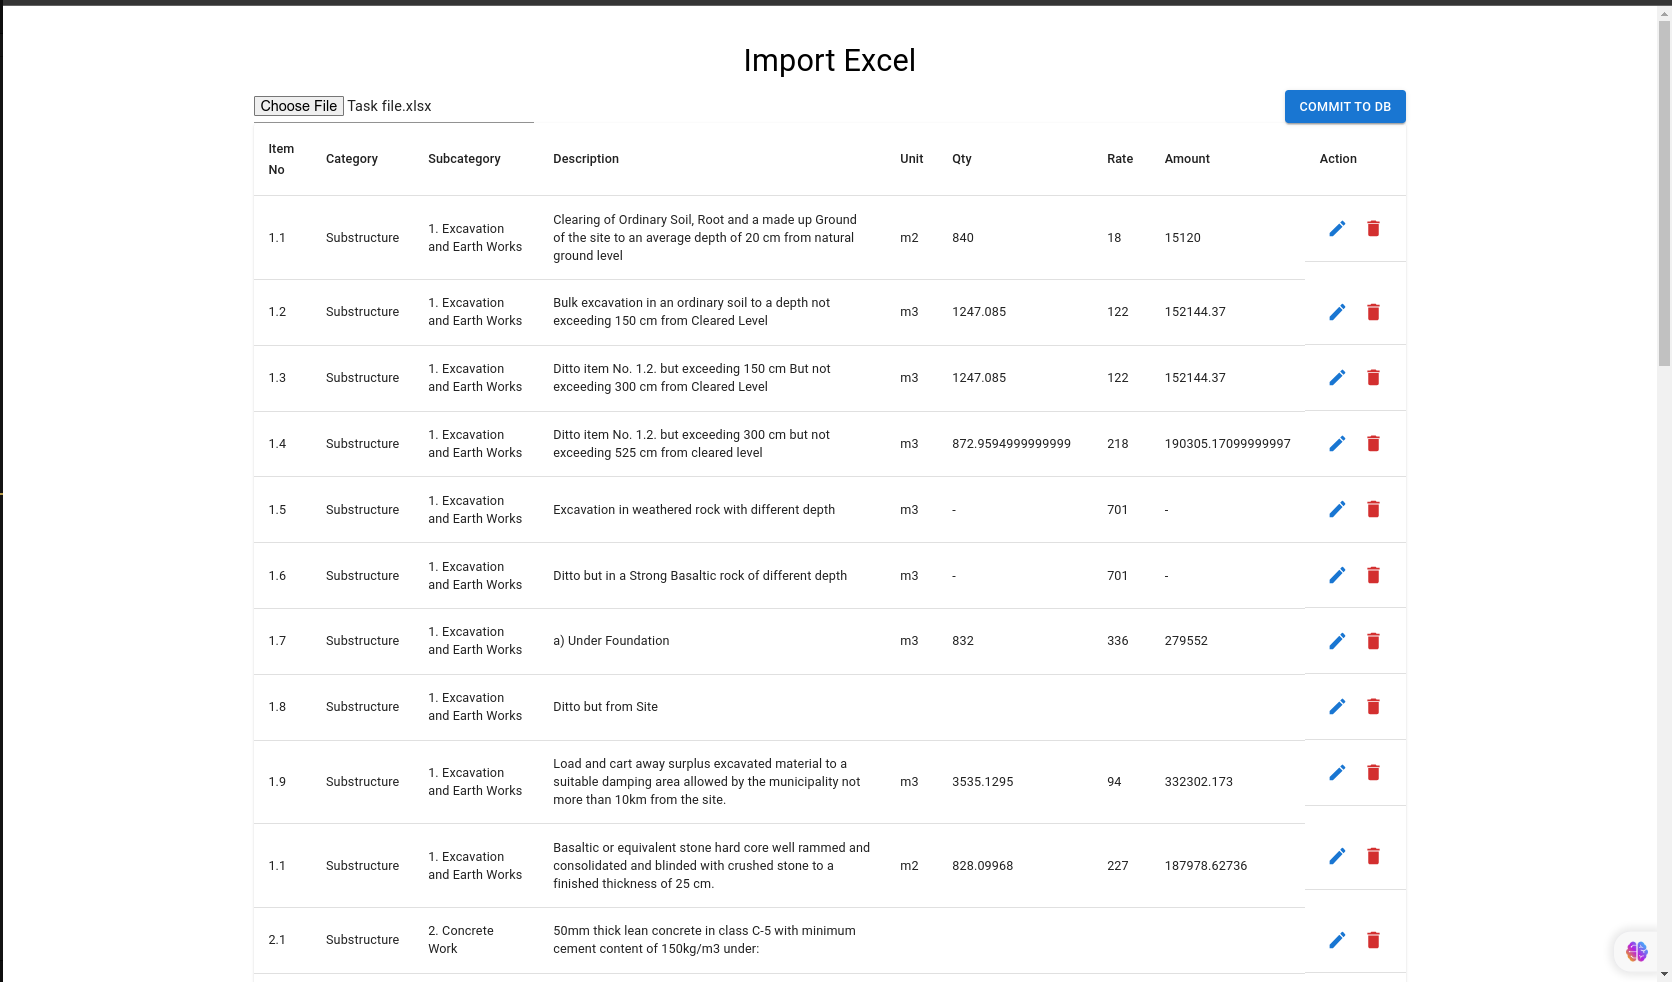 Import Excel
Choose File Task file.xlsx
COMMIT TO DB
Item No Category Subcategory Description Unit Qty Rate Amount Action
1.1 Substructure 1. Excavation and Earth Works Clearing of Ordinary Soil, Root and a made up Ground of the site to an average depth of 20 cm from natural ground level m2 840 18 15120
1.2 Substructure 1. Excavation and Earth Works Bulk excavation in an ordinary soil to a depth not exceeding 150 cm from Cleared Level m3 1247.085 122 152144.37
1.3 Substructure 1. Excavation and Earth Works Ditto item No. 1.2. but exceeding 150 cm But not exceeding 300 cm from Cleared Level m3 1247.085 122 152144.37
1.4 Substructure 1. Excavation and Earth Works Ditto item No. 1.2. but exceeding 300 cm but not exceeding 525 cm from cleared level m3 872.9594999999999 218 190305.17099999997
1.5 Substructure 1. Excavation and Earth Works Excavation in weathered rock with different depth m3 - 701 -
1.6 Substructure 1. Excavation and Earth Works Ditto but in a Strong Basaltic rock of different depth m3 - 701 -
1.7 Substructure 1. Excavation and Earth Works a) Under Foundation m3 832 336 279552
1.8 Substructure 1. Excavation and Earth Works Ditto but from Site
1.9 Substructure 1. Excavation and Earth Works Load and cart away surplus excavated material to a suitable damping area allowed by the municipality not more than 10km from the site. m3 3535.1295 94 332302.173
1.1 Substructure 1. Excavation and Earth Works Basaltic or equivalent stone hard core well rammed and consolidated and blinded with crushed stone to a finished thickness of 25 cm. m2 828.09968 227 187978.62736
2.1 Substructure 2. Concrete Work 50mm thick lean concrete in class C-5 with minimum cement content of 150kg/m3 under: